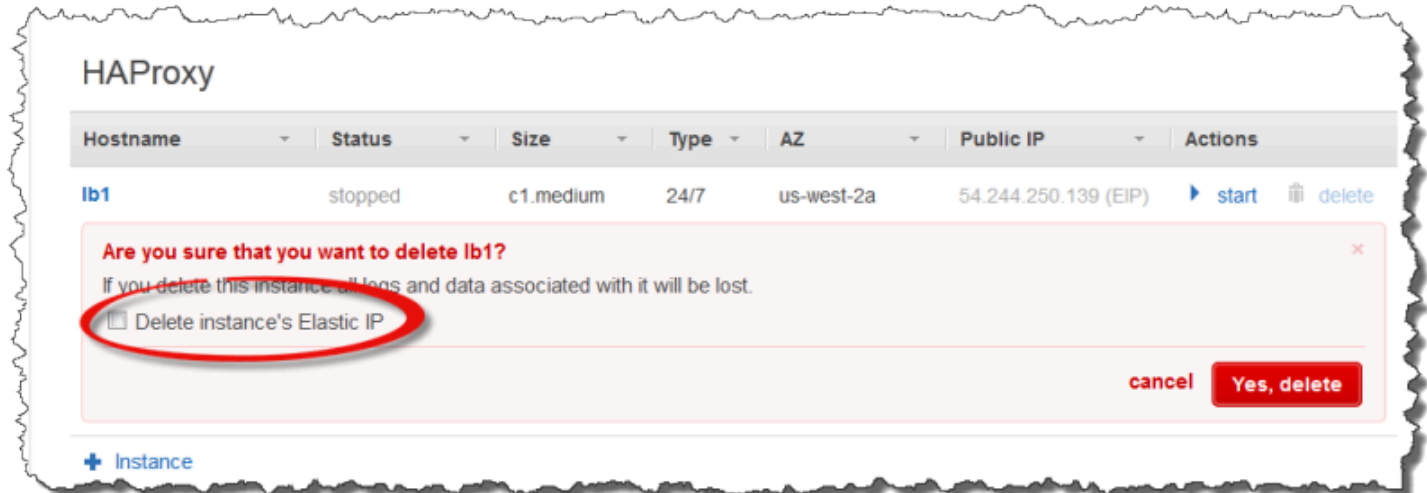 HAProxy
Hostname Status Size Type AZ Public IP Actions
lb1 stopped c1.medium 24/7 us-west-2a 54.244.250.139 (EIP) start delete
Are you sure that you want to delete lb1?
If you delete this instance all logs and data associated with it will be lost.
Delete instance's Elastic IP
cancel Yes, delete
Instance